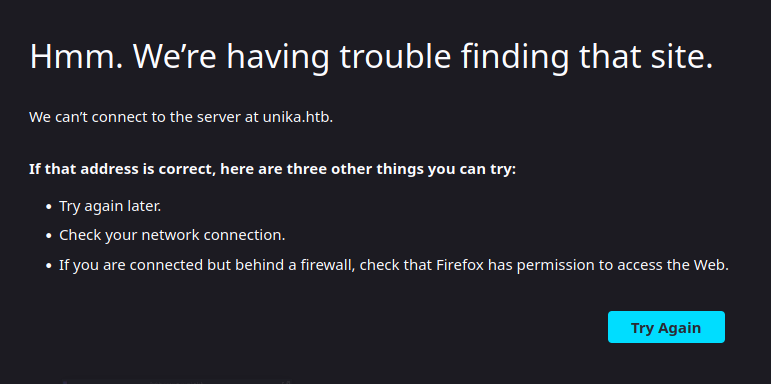 Hmm. We’re having trouble finding that site.
We can’t connect to the server at unika.htb.
If that address is correct, here are three other things you can try:
• Try again later.
• Check your network connection.
• If you are connected but behind a firewall, check that Firefox has permission to access the Web.
Try Again